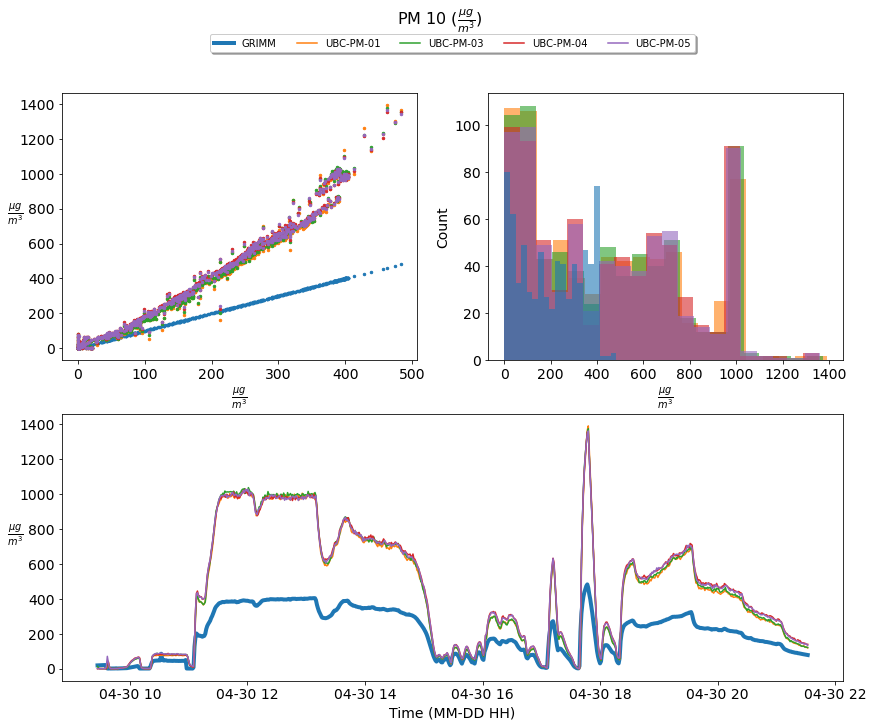 PM 10 (μg/m³)
GRIMM UBC-PM-01 UBC-PM-03 UBC-PM-04 UBC-PM-05
1400
1200
1000
800
600
400
200
0
μg/m³
0 100 200 300 400 500
μg/m³
100
80
60
40
20
0
Count
0 200 400 600 800 1000 1200 1400
μg/m³
1400
1200
1000
800
600
400
200
0
μg/m³
04-30 10 04-30 12 04-30 14 04-30 16 04-30 18 04-30 20 04-30 22
Time (MM-DD HH)